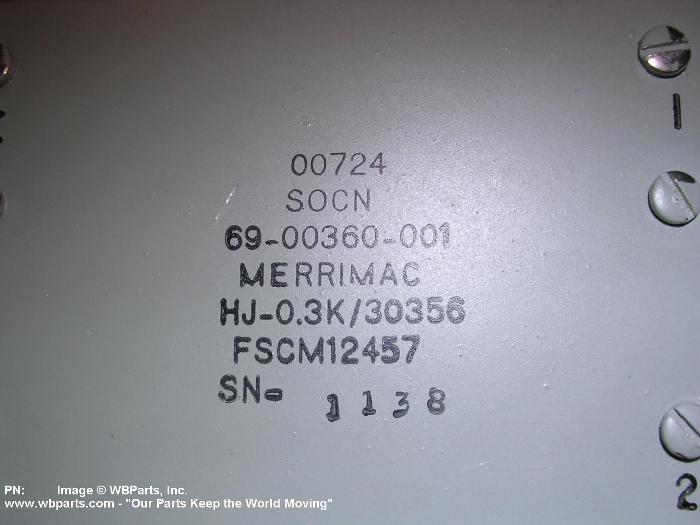 00724
SOCN
69-00360-001
MERRIMAC
HJ-0.3K/30356
FSCM12457
SN- 1138
1
2
PN: Image © WBParts, Inc.
www.wbparts.com - "Our Parts Keep the World Moving"